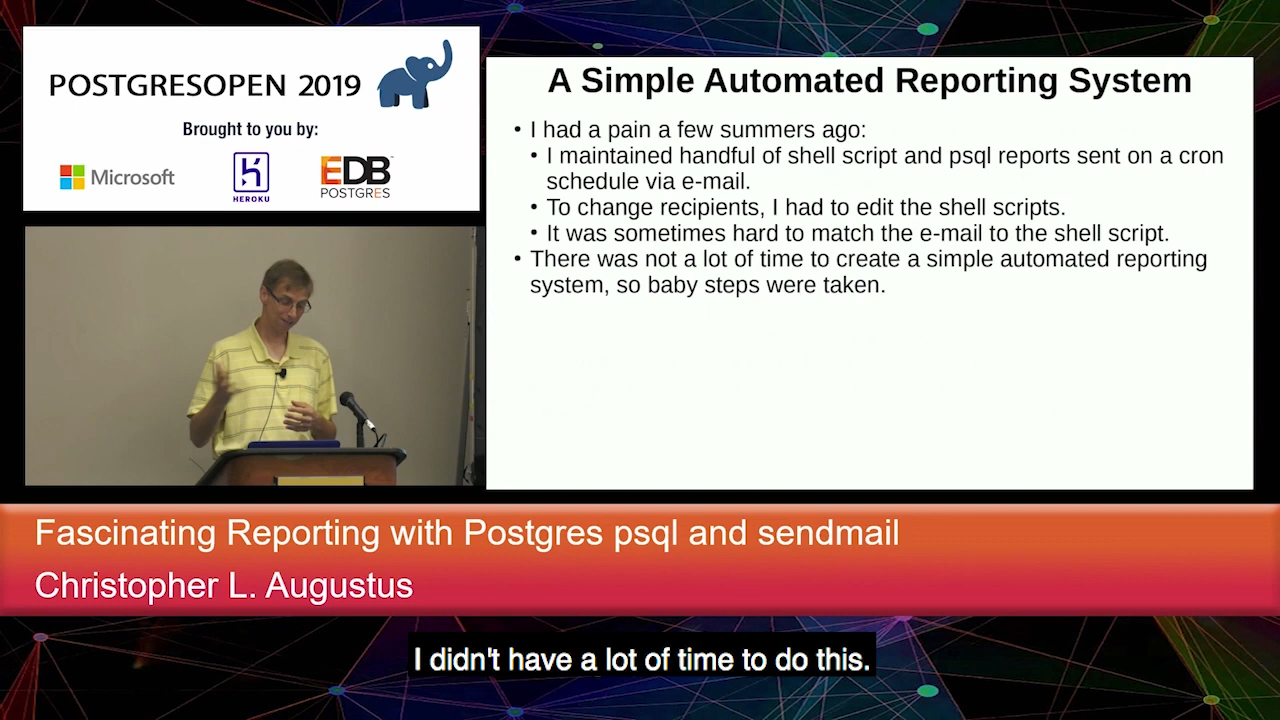 POSTGRESOPEN 2019
Brought to you by:
Microsoft
HEROKU
EDB
POSTGRES
A Simple Automated Reporting System
• I had a pain a few summers ago:
• I maintained handful of shell script and psql reports sent on a cron
schedule via e-mail.
• To change recipients, I had to edit the shell scripts.
• It was sometimes hard to match the e-mail to the shell script.
• There was not a lot of time to create a simple automated reporting
system, so baby steps were taken.
Fascinating Reporting with Postgres psql and sendmail
Christopher L. Augustus
I didn't have a lot of time to do this.